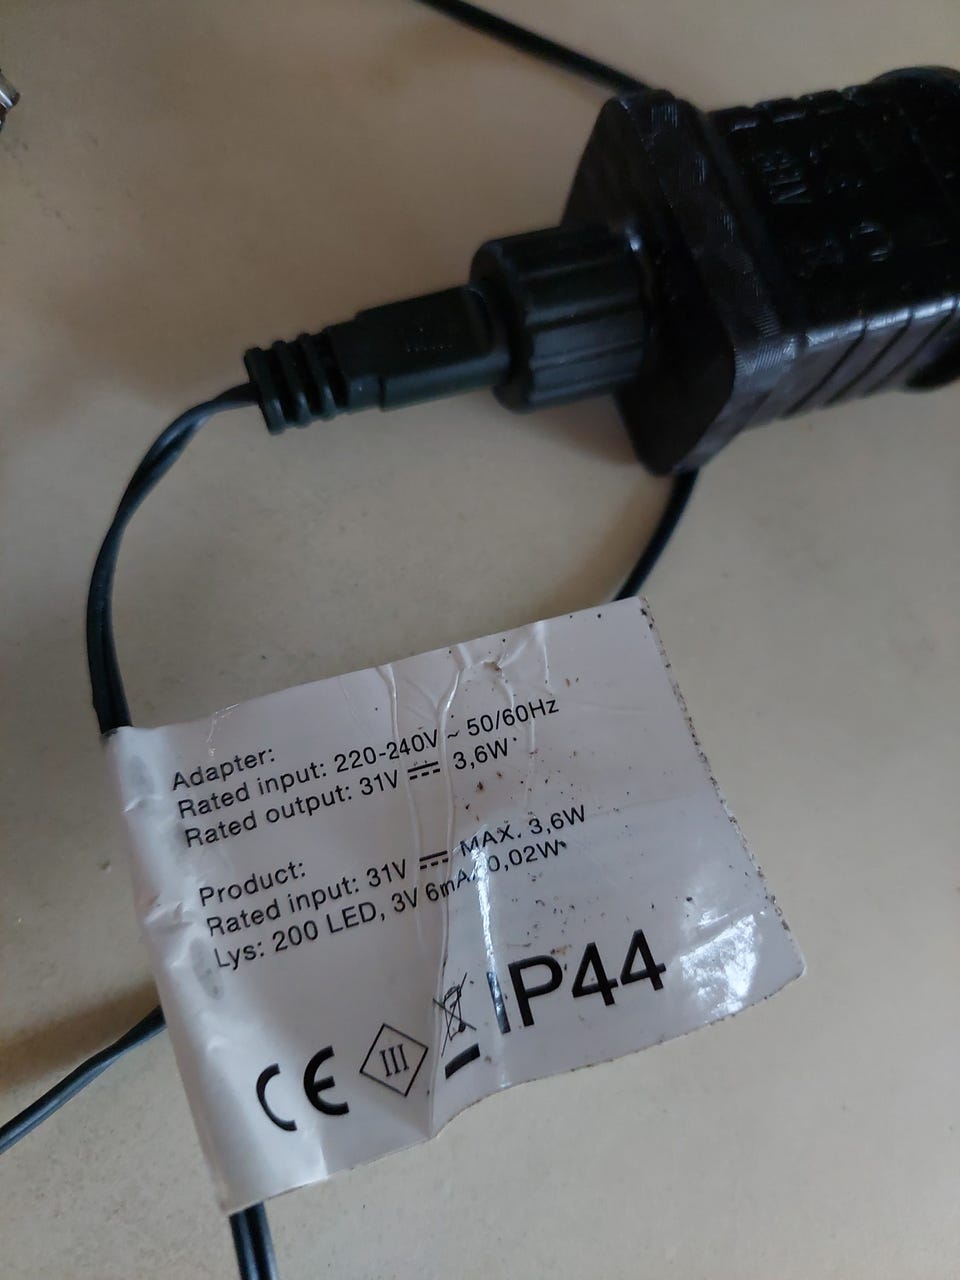 Adapter:
Rated input: 220-240V ~ 50/60Hz
Rated output: 31V ⎓ 3,6W
Product:
Rated input: 31V ⎓ MAX. 3,6W
Lys: 200 LED, 3V 6mA 0,02W
CE III IP44